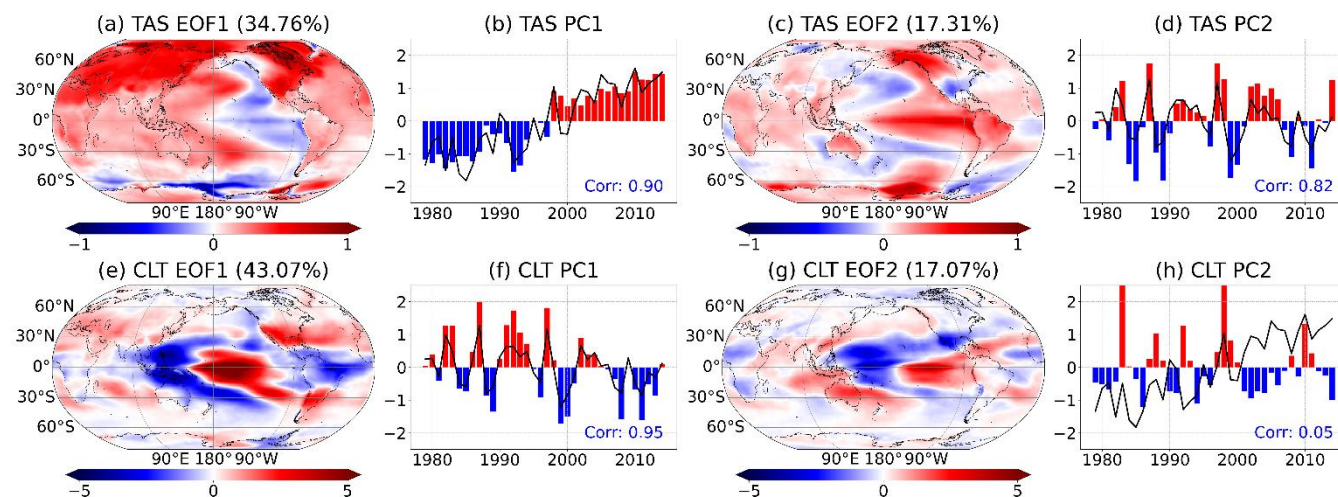 (a) TAS EOF1 (34.76%)
60°N
30°N
0°
30°S
60°S
90°E 180° 90°W
−1 0 1
(b) TAS PC1
2
1
0
−1
−2
Corr: 0.90
1980 1990 2000 2010
(c) TAS EOF2 (17.31%)
60°N
30°N
0°
30°S
60°S
90°E 180° 90°W
−1 0 1
(d) TAS PC2
2
1
0
−1
−2
Corr: 0.82
1980 1990 2000 2010
(e) CLT EOF1 (43.07%)
60°N
30°N
0°
30°S
60°S
90°E 180° 90°W
−5 0 5
(f) CLT PC1
2
1
0
−1
−2
Corr: 0.95
1980 1990 2000 2010
(g) CLT EOF2 (17.07%)
60°N
30°N
0°
30°S
60°S
90°E 180° 90°W
−5 0 5
(h) CLT PC2
2
1
0
−1
−2
Corr: 0.05
1980 1990 2000 2010